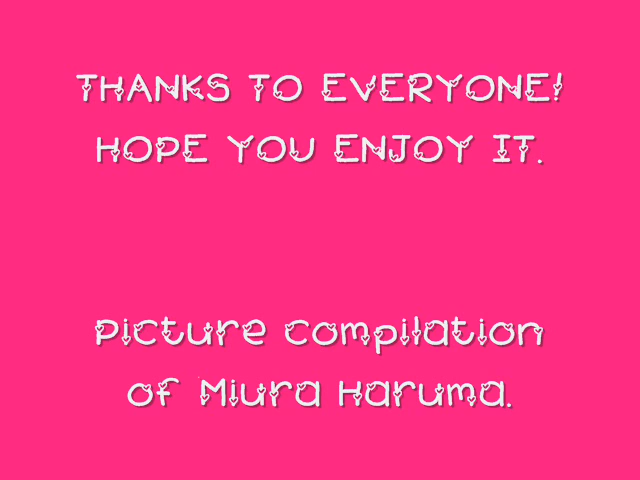 THANKS TO EVERYONE!
HOPE YOU ENJOY IT.
Picture compilation
of Miura Haruma.